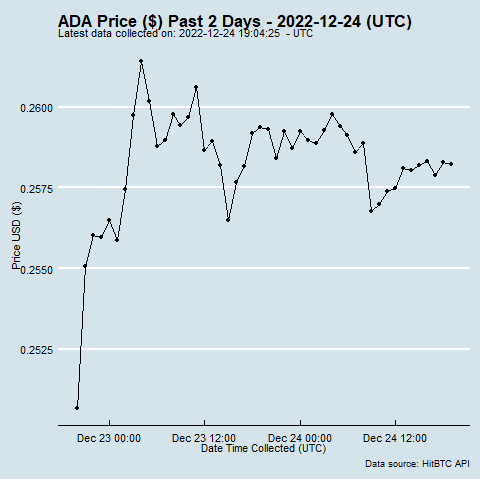 ADA Price ($) Past 2 Days - 2022-12-24 (UTC)
Latest data collected on: 2022-12-24 19:04:25 - UTC
0.2600
0.2575
0.2550
0.2525
Price USD ($)
Dec 23 00:00 Dec 23 12:00 Dec 24 00:00 Dec 24 12:00
Date Time Collected (UTC)
Data source: HitBTC API